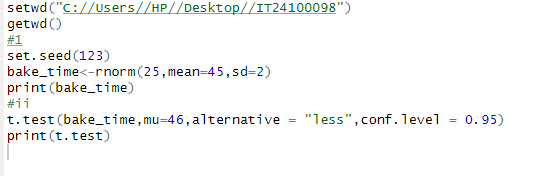 setwd("C://Users//HP//Desktop//IT24100098")
getwd()
#1
set.seed(123)
bake_time<-rnorm(25,mean=45,sd=2)
print(bake_time)
#ii
t.test(bake_time,mu=46,alternative = "less",conf.level = 0.95)
print(t.test)